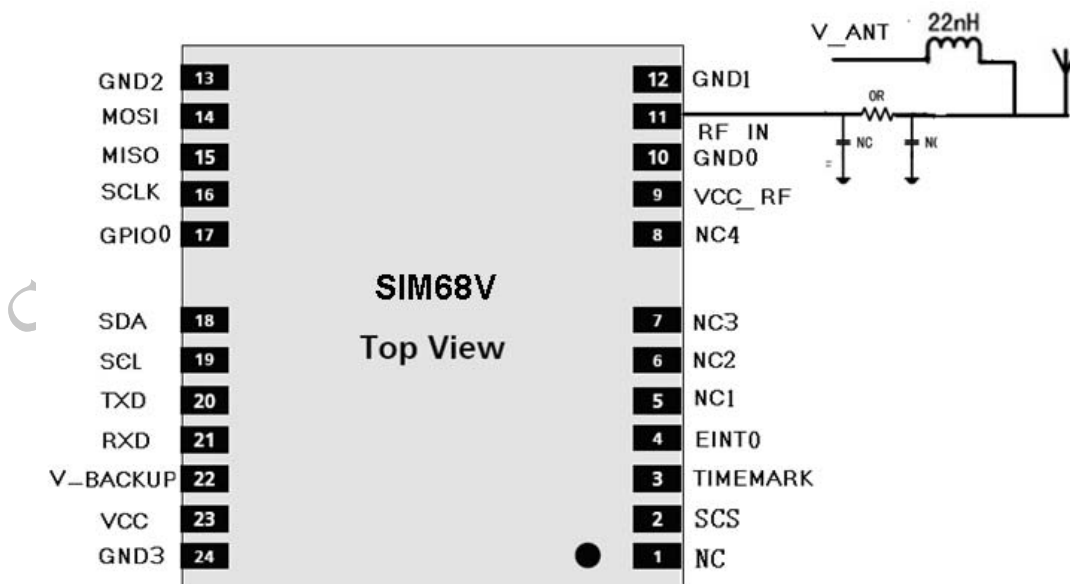 V_ANT 22nH
GND2 13 12 GND1
MOSI 14 11 0R
RF_IN NC
MISO 15 10 GND0
SCLK 16 9 VCC_RF
GPIO0 17 8 NC4
SIM68V
SDA 18 7 NC3
Top View
SCL 19 6 NC2
TXD 20 5 NC1
RXD 21 4 EINT0
V_BACKUP 22 3 TIMEMARK
VCC 23 2 SCS
GND3 24 1 NC